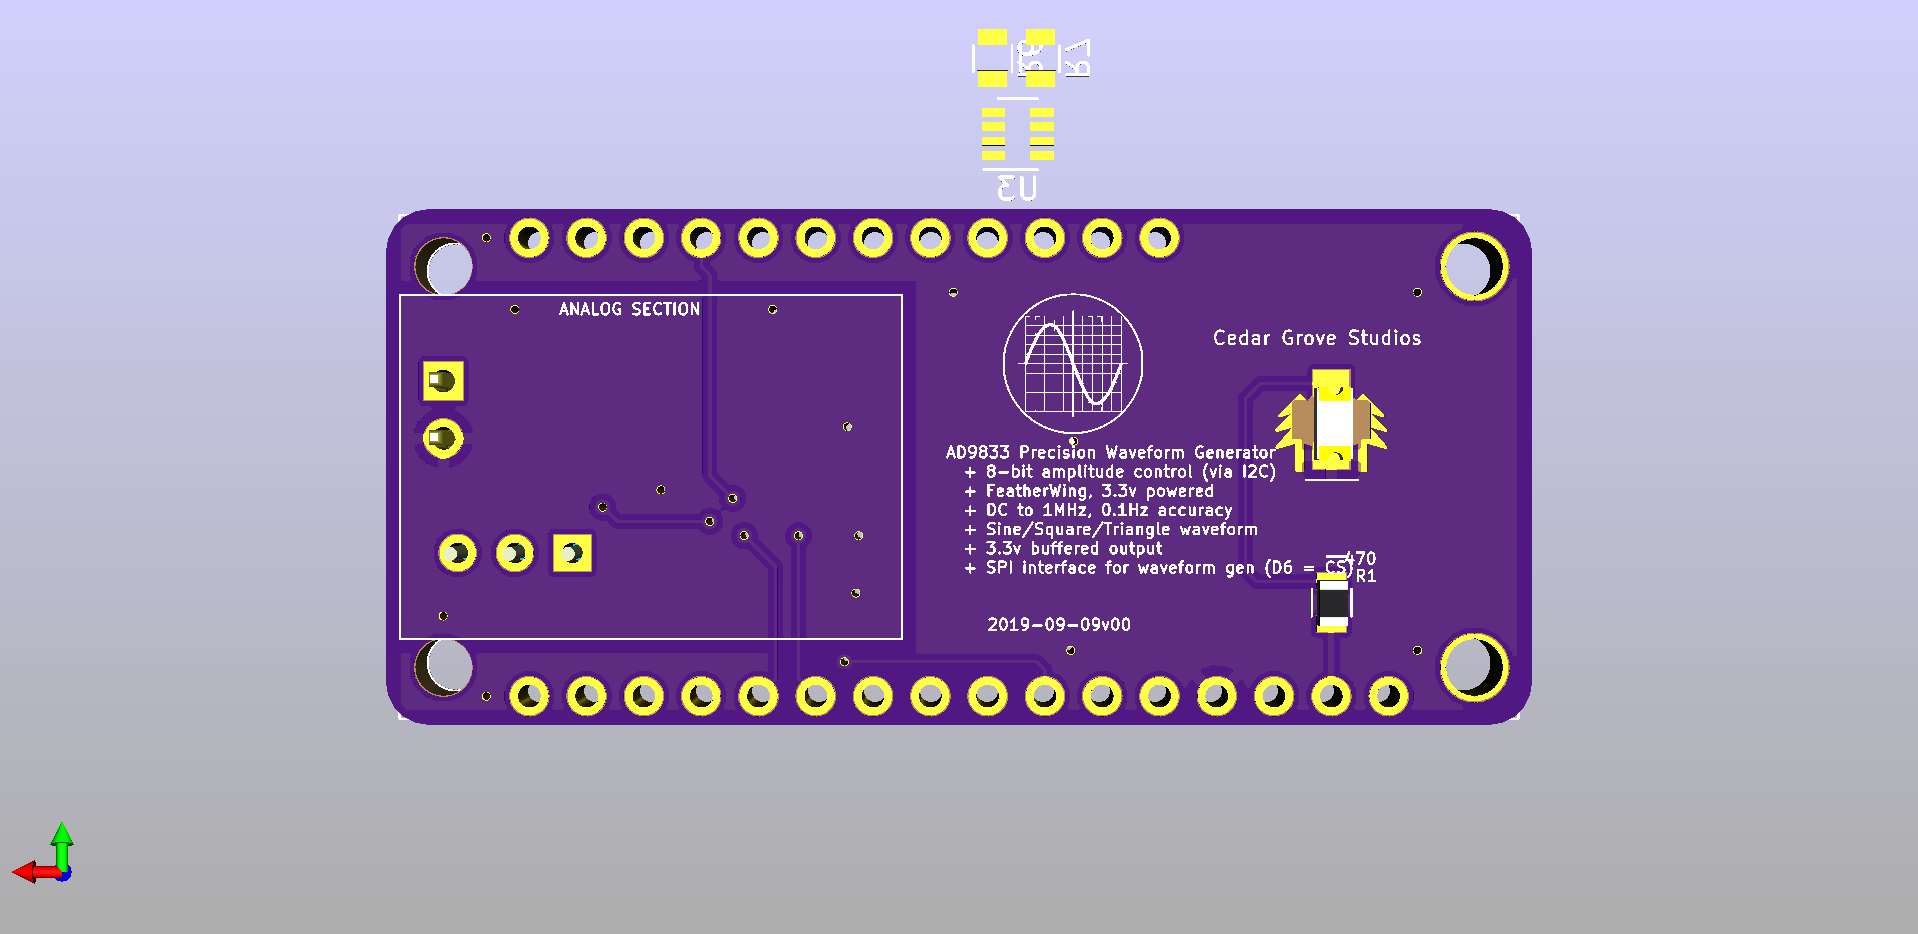 R6 R7
U3
ANALOG SECTION
Cedar Grove Studios
AD9833 Precision Waveform Generator
+ 8-bit amplitude control (via I2C)
+ FeatherWing, 3.3v powered
+ DC to 1MHz, 0.1Hz accuracy
+ Sine/Square/Triangle waveform
+ 3.3v buffered output
+ SPI interface for waveform gen (D6 = CS)
470
R1
2019-09-09v00